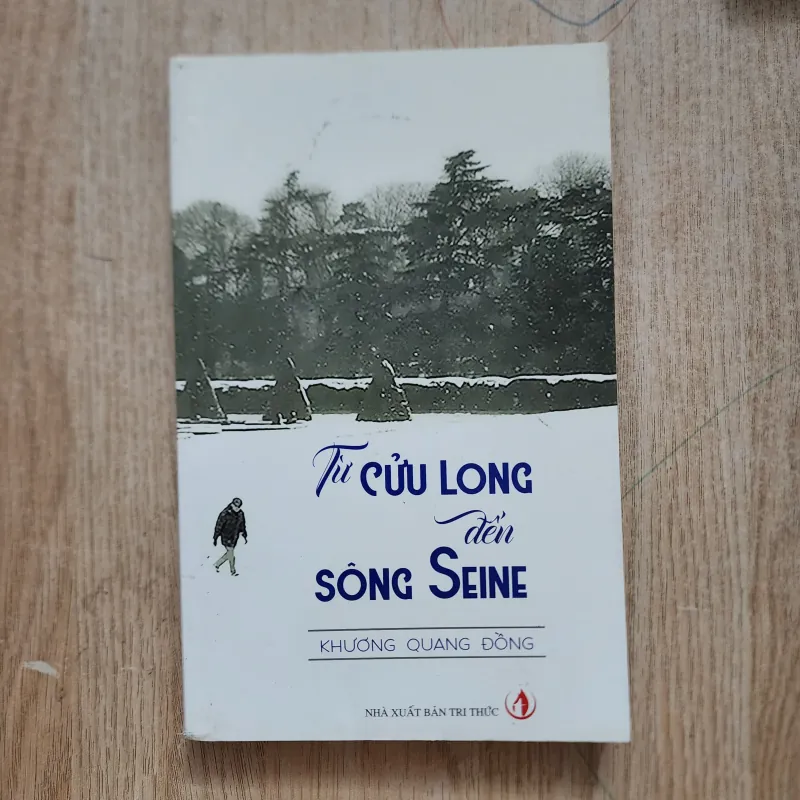 Từ CỬU LONG
đến
SÔNG SEINE
KHƯƠNG QUANG ĐỒNG
NHÀ XUẤT BẢN TRI THỨC